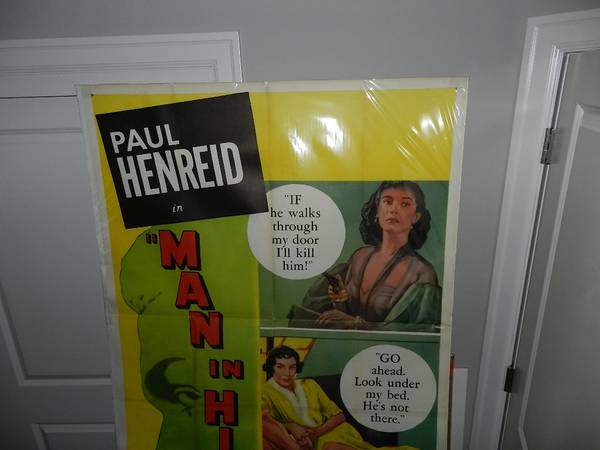 PAUL
HENREID
in
"MAN
IN
HI
"IF
he walks
through
my door
I'll kill
him!"
"GO
ahead.
Look under
my bed.
He's not
there."